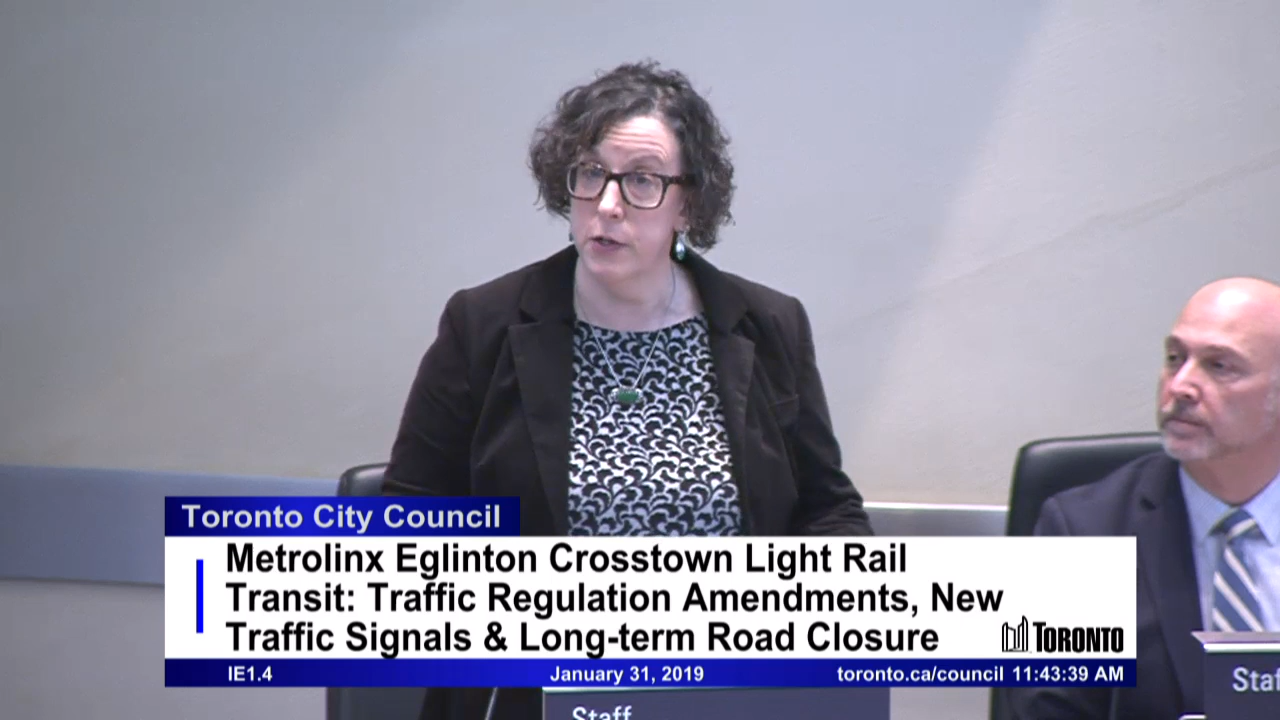 Toronto City Council
Metrolinx Eglinton Crosstown Light Rail
Transit: Traffic Regulation Amendments, New
Traffic Signals & Long-term Road Closure
TORONTO
IE1.4 January 31, 2019 toronto.ca/council 11:43:39 AM
Staff
Staf